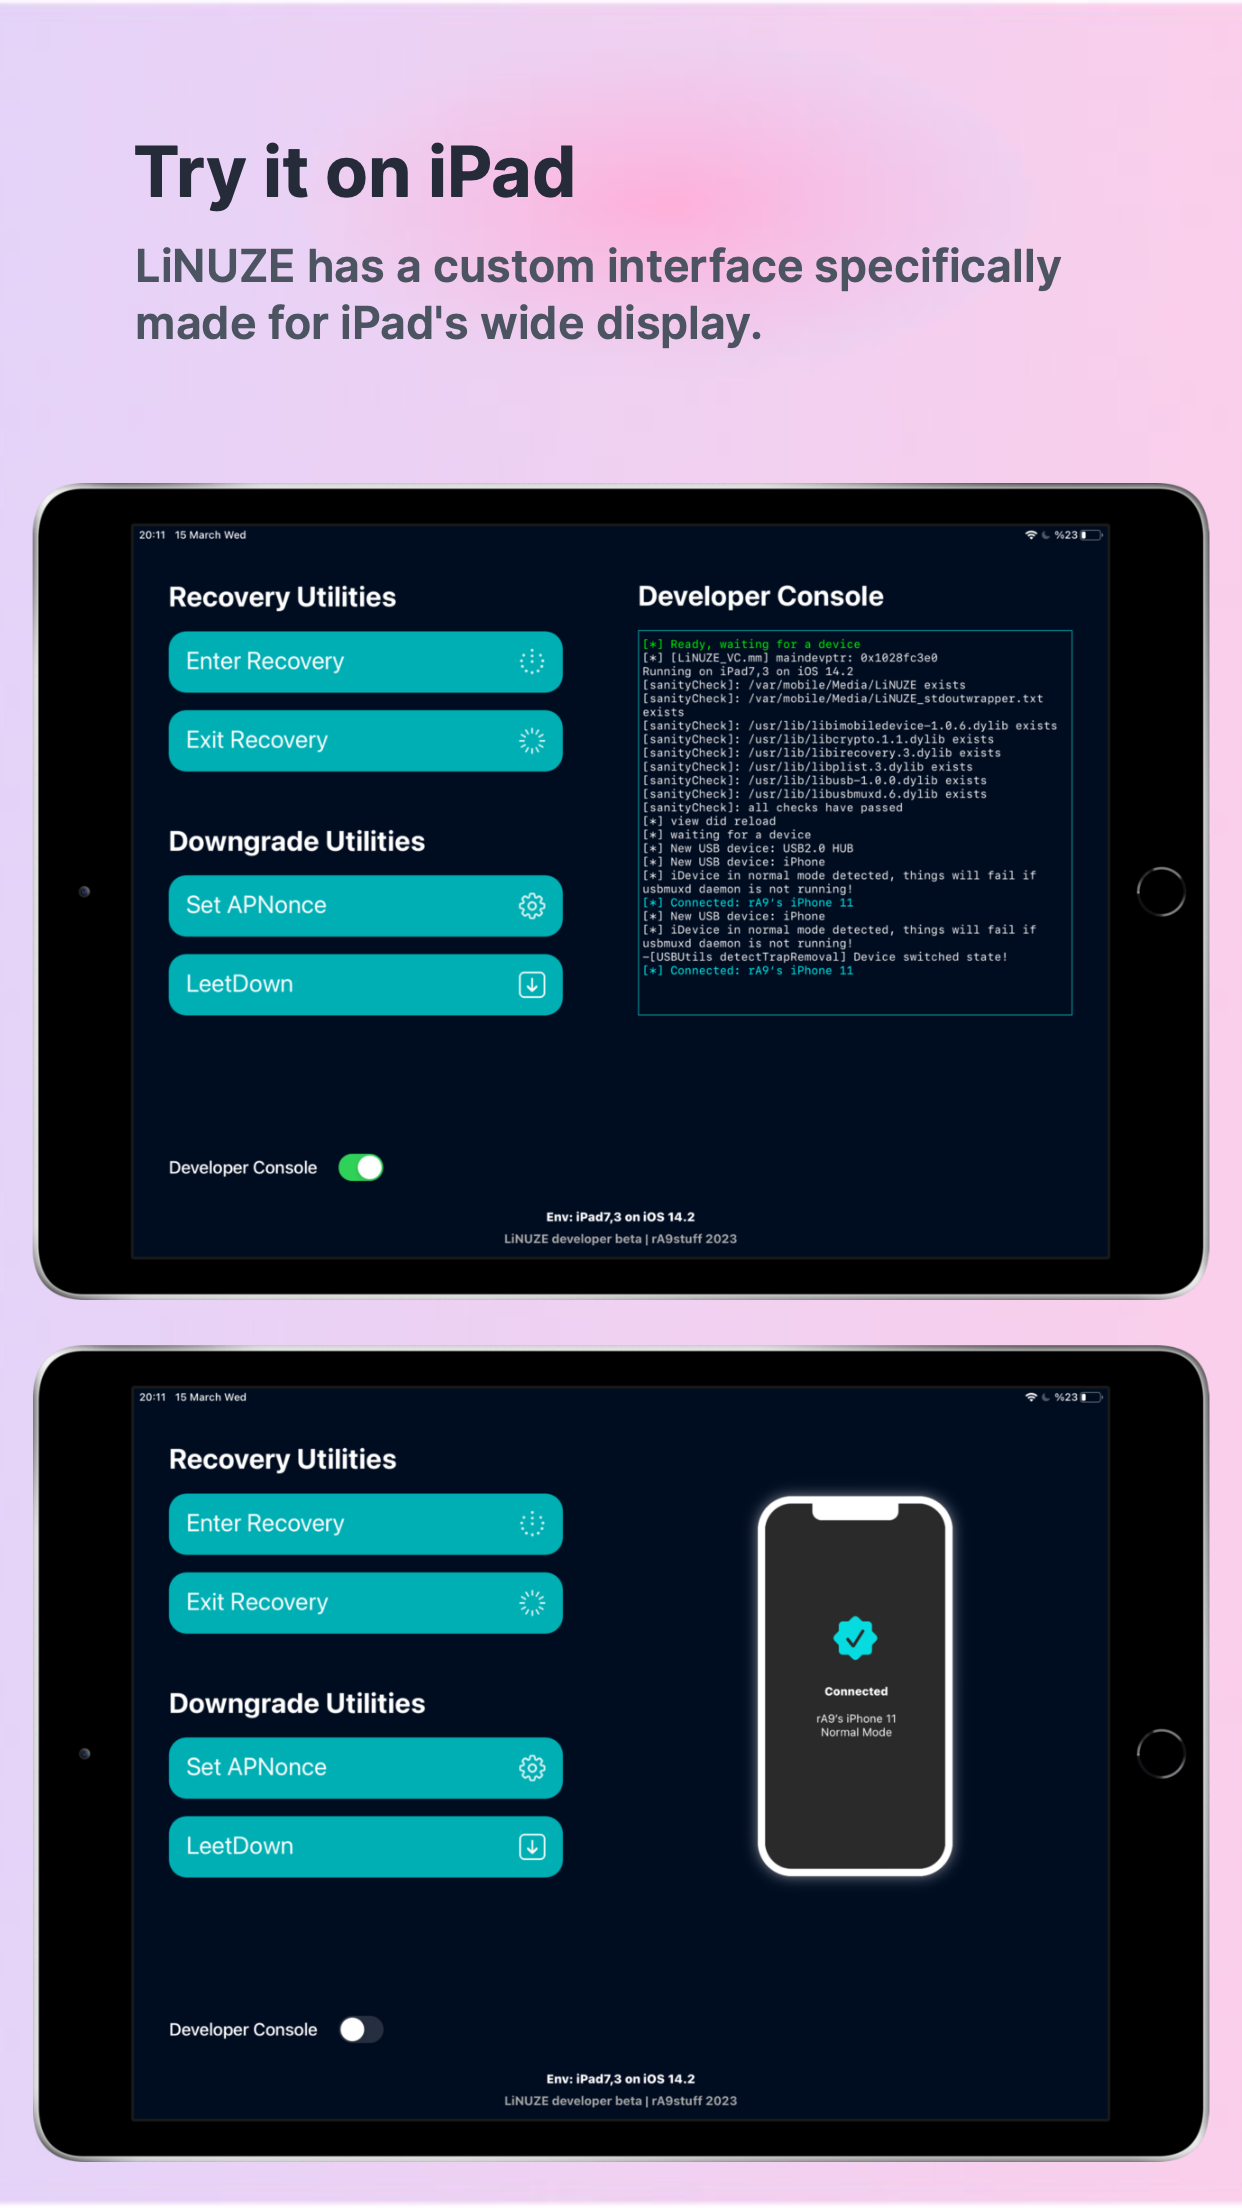 Try it on iPad
LiNUZE has a custom interface specifically
made for iPad's wide display.
20:11 15 March Wed
%23
Recovery Utilities
Enter Recovery
Exit Recovery
Downgrade Utilities
Set APNonce
LeetDown
Developer Console
[*] Ready, waiting for a device
[*] [LiNUZE_VC.mm] maindevptr: 0x1028fc3e0
Running on iPad7,3 on iOS 14.2
[sanityCheck]: /var/mobile/Media/LiNUZE exists
[sanityCheck]: /var/mobile/Media/LiNUZE_stdoutwrapper.txt
exists
[sanityCheck]: /usr/lib/libimobiledevice-1.0.6.dylib exists
[sanityCheck]: /usr/lib/libcrypto.1.1.dylib exists
[sanityCheck]: /usr/lib/libirecovery.3.dylib exists
[sanityCheck]: /usr/lib/libplist.3.dylib exists
[sanityCheck]: /usr/lib/libusb-1.0.0.dylib exists
[sanityCheck]: /usr/lib/libusbmuxd.6.dylib exists
[sanityCheck]: all checks have passed
[*] view did reload
[*] waiting for a device
[*] New USB device: USB2.0 HUB
[*] New USB device: iPhone
[*] iDevice in normal mode detected, things will fail if
usbmuxd daemon is not running!
[*] Connected: rA9's iPhone 11
[*] New USB device: iPhone
[*] iDevice in normal mode detected, things will fail if
usbmuxd daemon is not running!
-[USBUtils detectTrapRemoval] Device switched state!
[*] Connected: rA9's iPhone 11
Developer Console
Env: iPad7,3 on iOS 14.2
LiNUZE developer beta | rA9stuff 2023
20:11 15 March Wed
%23
Recovery Utilities
Enter Recovery
Exit Recovery
Downgrade Utilities
Set APNonce
LeetDown
Connected
rA9's iPhone 11
Normal Mode
Developer Console
Env: iPad7,3 on iOS 14.2
LiNUZE developer beta | rA9stuff 2023